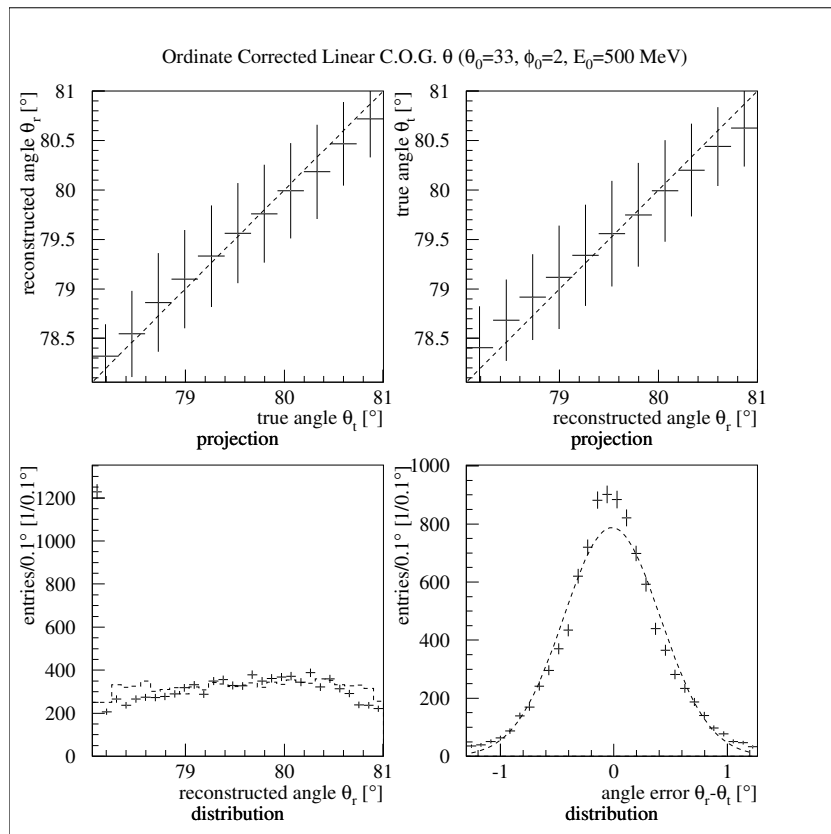 Ordinate Corrected Linear C.O.G. θ (θ0=33, ϕ0=2, E0=500 MeV)
reconstructed angle θr [°]
81
80.5
80
79.5
79
78.5
79 80 81
true angle θt [°]
projection
true angle θt [°]
81
80.5
80
79.5
79
78.5
79 80 81
reconstructed angle θr [°]
projection
entries/0.1° [1/0.1°]
1200
1000
800
600
400
200
0
79 80 81
reconstructed angle θr [°]
distribution
entries/0.1° [1/0.1°]
1000
800
600
400
200
0
-1 0 1
angle error θr-θt [°]
distribution